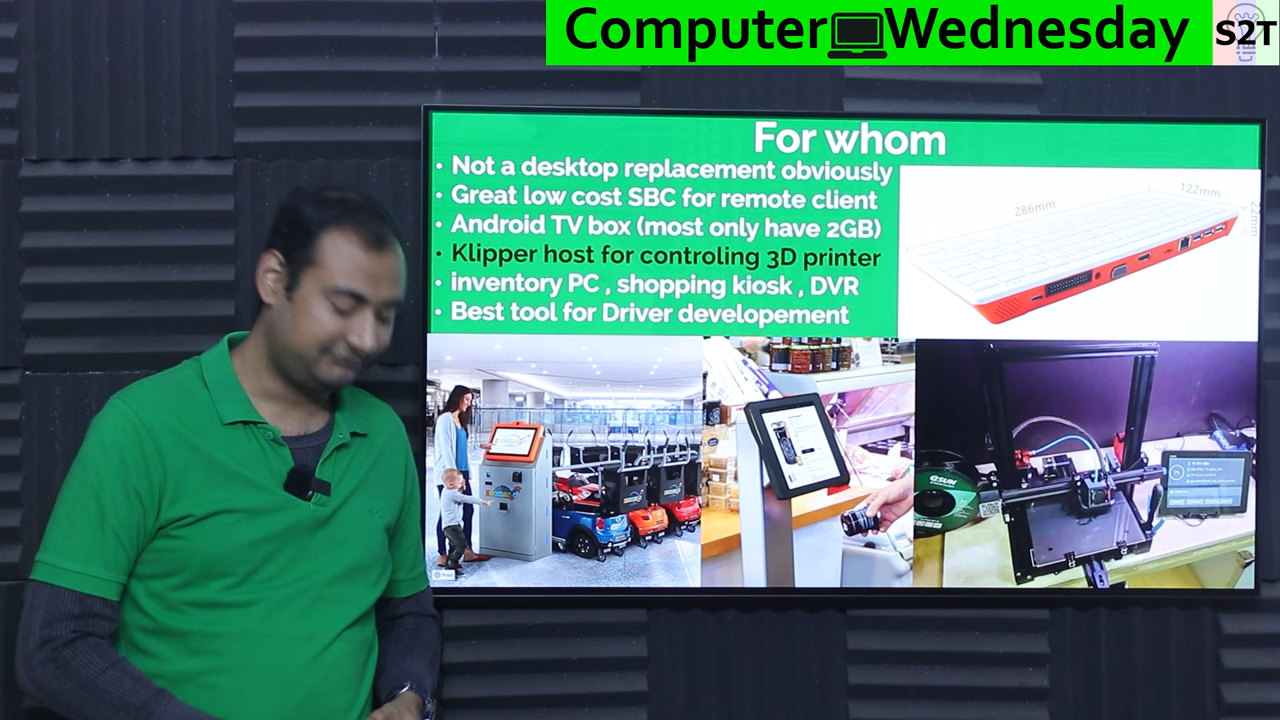 Computer Wednesday
S2T
For whom
• Not a desktop replacement obviously
• Great low cost SBC for remote client
• Android TV box (most only have 2GB)
• Klipper host for controling 3D printer
• inventory PC , shopping kiosk , DVR
• Best tool for Driver developement
286mm
122mm
22mm
eSUN